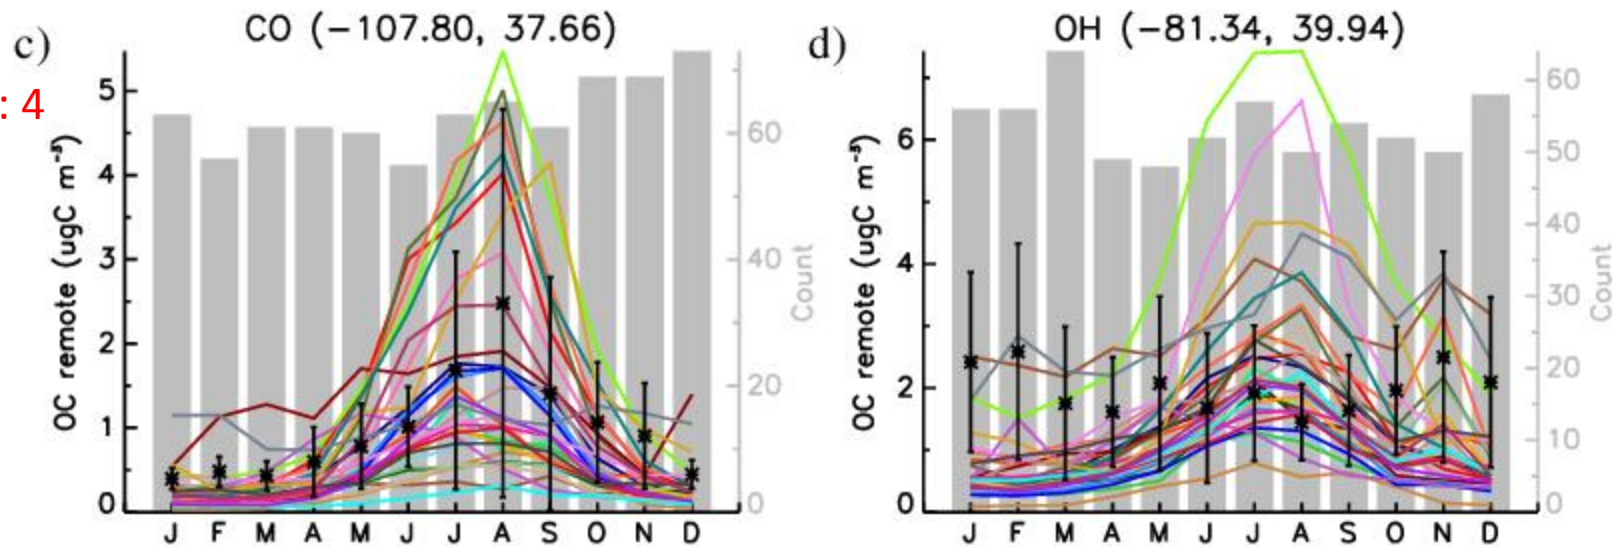 c)
CO (−107.80, 37.66)
: 4
OC remote (ugC m⁻³)
5
4
3
2
1
0
60
40
20
0
Count
J F M A M J J A S O N D
d)
OH (−81.34, 39.94)
OC remote (ugC m⁻³)
6
4
2
0
60
50
40
30
20
10
0
Count
J F M A M J J A S O N D